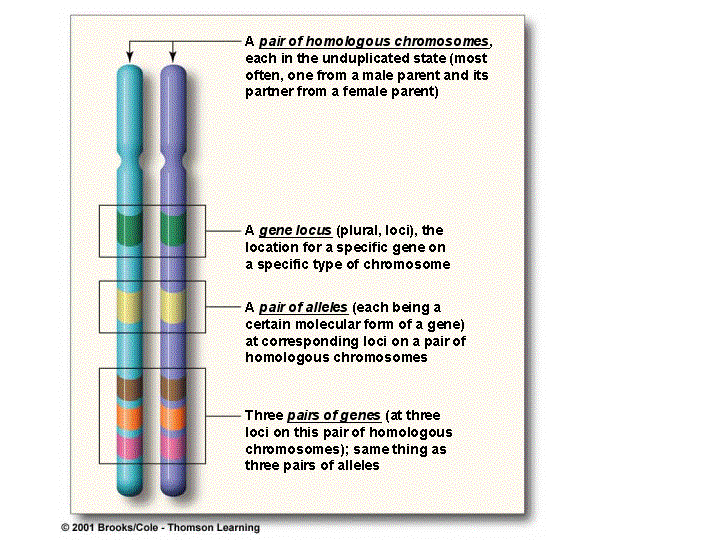 A pair of homologous chromosomes,
each in the unduplicated state (most
often, one from a male parent and its
partner from a female parent)
A gene locus (plural, loci), the
location for a specific gene on
a specific type of chromosome
A pair of alleles (each being a
certain molecular form of a gene)
at corresponding loci on a pair of
homologous chromosomes
Three pairs of genes (at three
loci on this pair of homologous
chromosomes); same thing as
three pairs of alleles
© 2001 Brooks/Cole - Thomson Learning